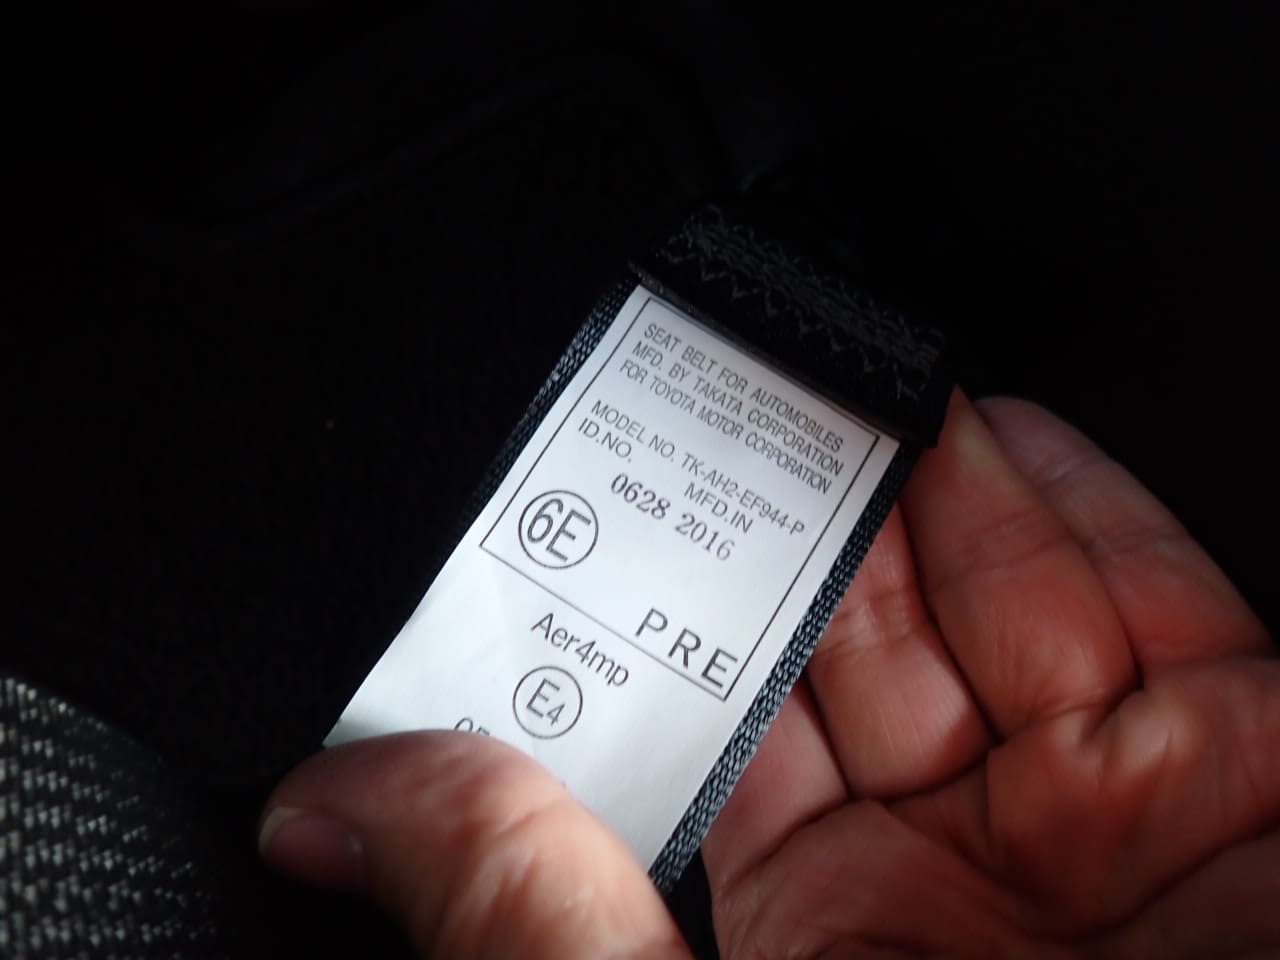 SEAT BELT FOR AUTOMOBILES
MFD. BY TAKATA CORPORATION
FOR TOYOTA MOTOR CORPORATION
MODEL NO. TK-AH2-EF944-P
ID.NO. MFD.IN
0628 2016
6E
PRE
Aer4mp
E4